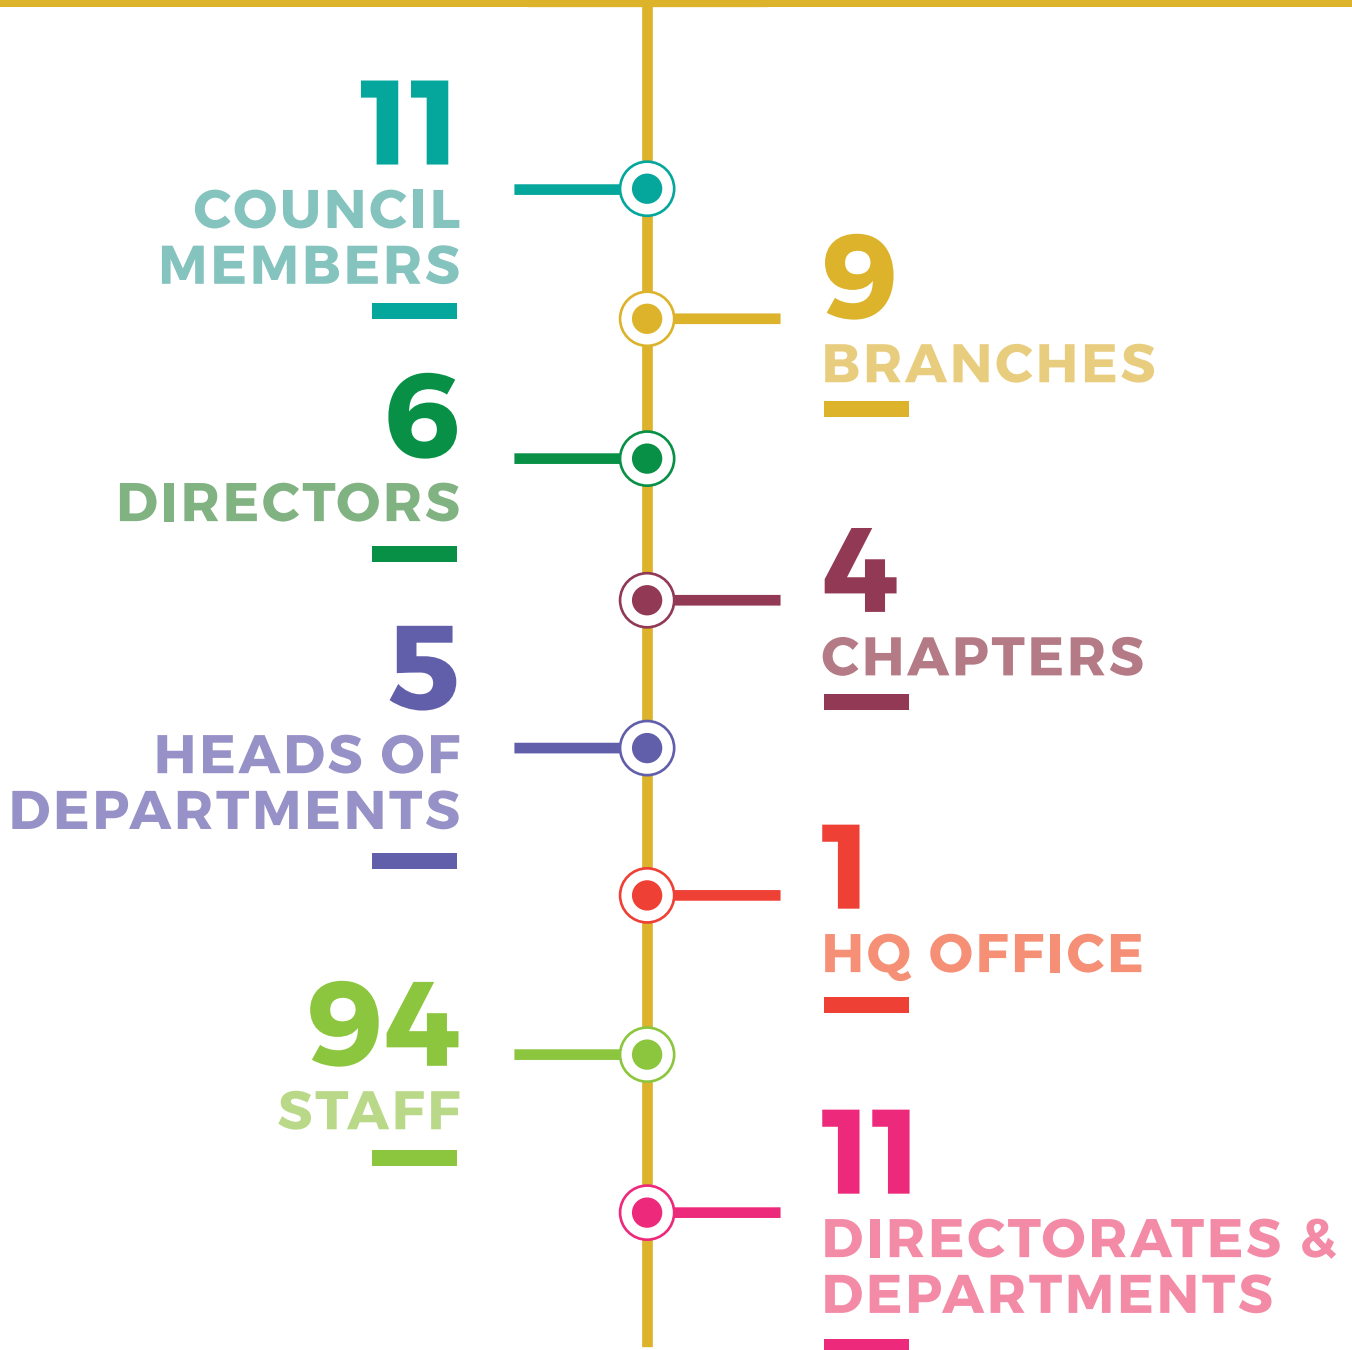 11
COUNCIL
MEMBERS
9
BRANCHES
6
DIRECTORS
4
CHAPTERS
5
HEADS OF
DEPARTMENTS
1
HQ OFFICE
94
STAFF
11
DIRECTORATES &
DEPARTMENTS